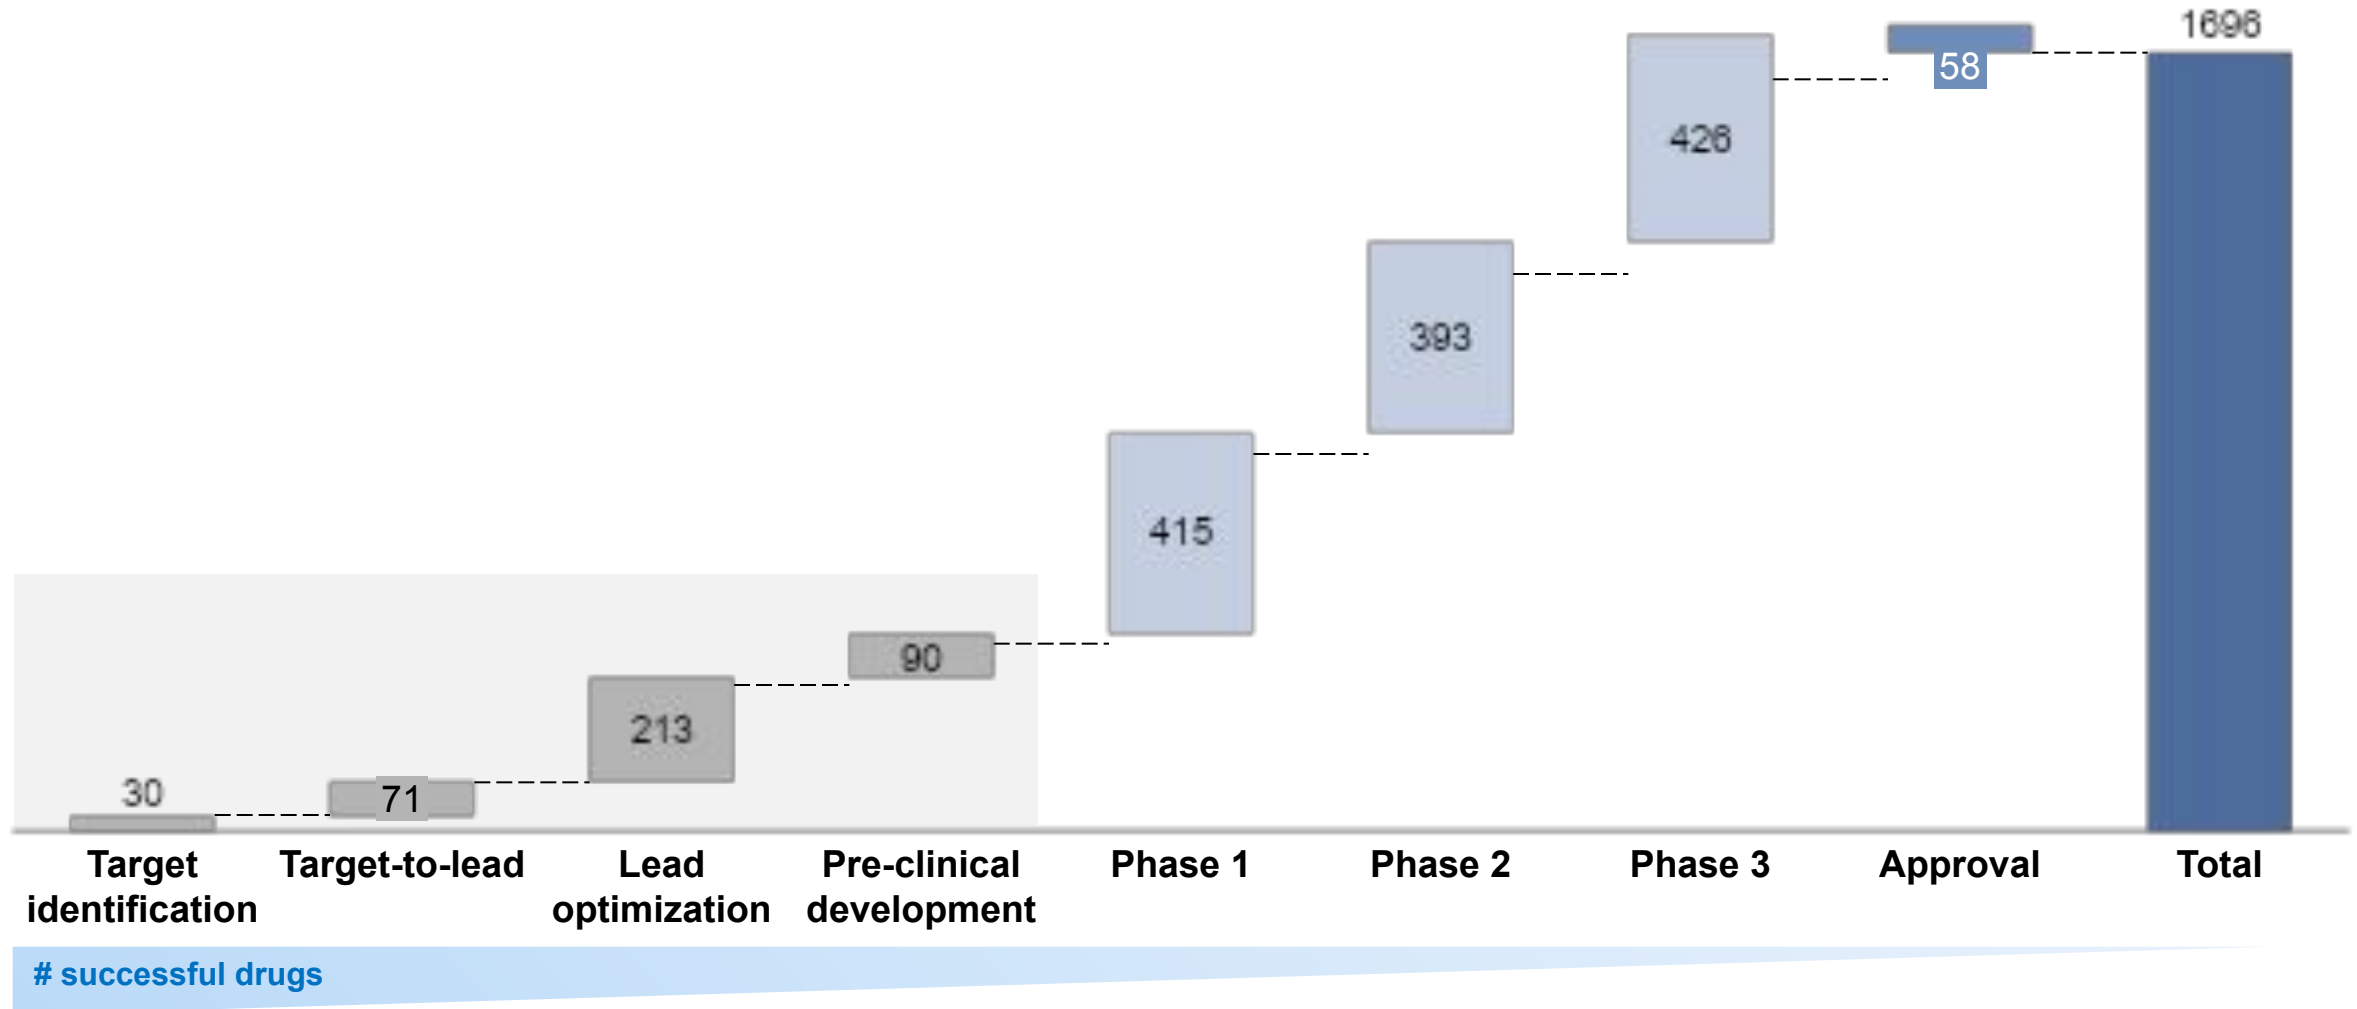 1696
58
426
393
415
90
213
30
71
Target identification
Target-to-lead
Lead optimization
Pre-clinical development
Phase 1
Phase 2
Phase 3
Approval
Total
# successful drugs